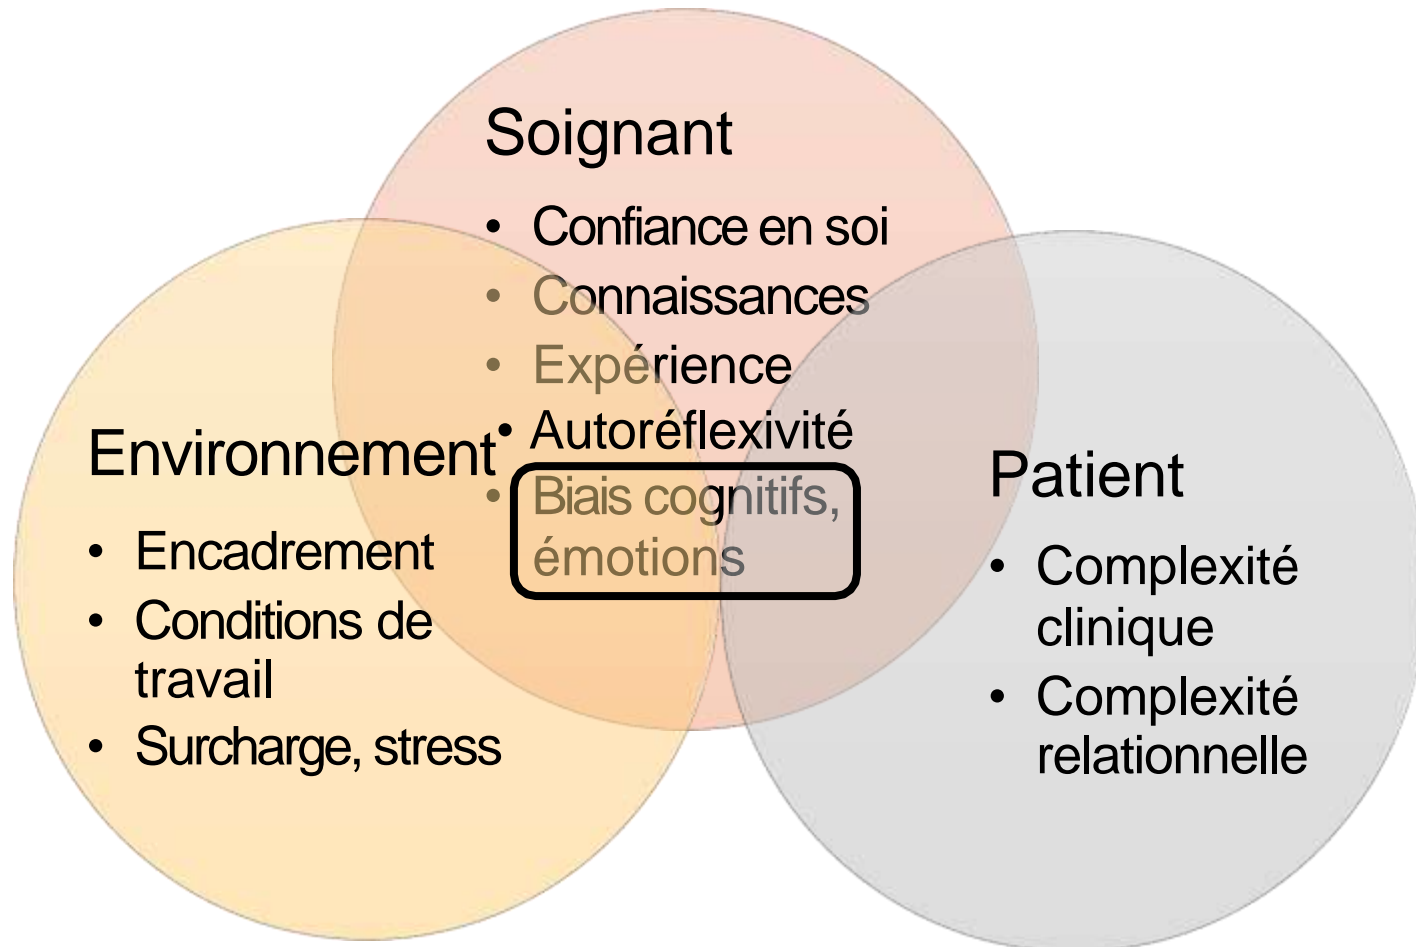 Soignant
• Confiance en soi
• Connaissances
• Expérience
• Autoréflexivité
• Biais cognitifs,
émotions
Environnement
• Encadrement
• Conditions de
travail
• Surcharge, stress
Patient
• Complexité
clinique
• Complexité
relationnelle